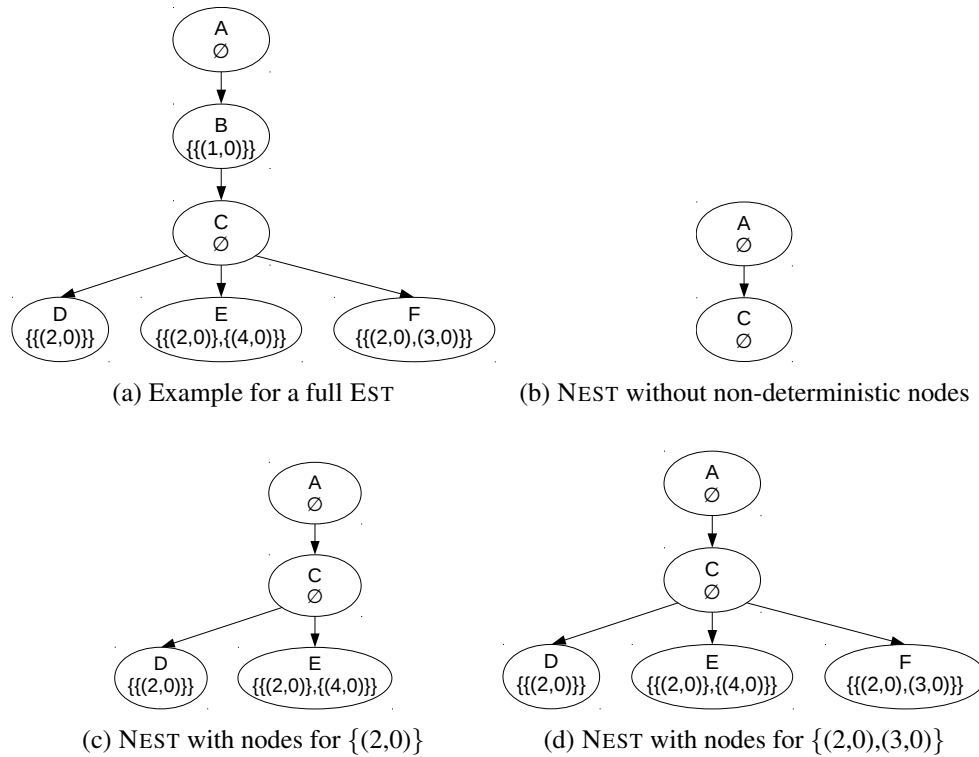 A
∅
B
{{(1,0)}}
C
∅
D
{{(2,0)}}
E
{{(2,0)},{(4,0)}}
F
{{(2,0),(3,0)}}
(a) Example for a full EST
A
∅
C
∅
(b) NEST without non-deterministic nodes
A
∅
C
∅
D
{{(2,0)}}
E
{{(2,0)},{(4,0)}}
(c) NEST with nodes for {(2,0)}
A
∅
C
∅
D
{{(2,0)}}
E
{{(2,0)},{(4,0)}}
F
{{(2,0),(3,0)}}
(d) NEST with nodes for {(2,0),(3,0)}